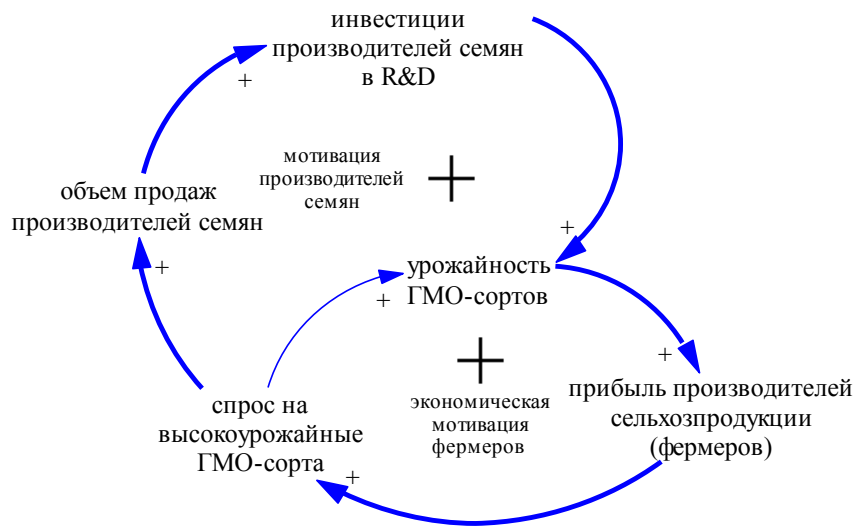 инвестиции
производителей семян
в R&D
+
мотивация
производителей
семян
+
объем продаж
производителей семян
+
+
урожайность
ГМО-сортов
+
+
+
прибыль производителей
сельхозпродукции
(фермеров)
спрос на
высокоурожайные
ГМО-сорта
экономическая
мотивация
фермеров
+